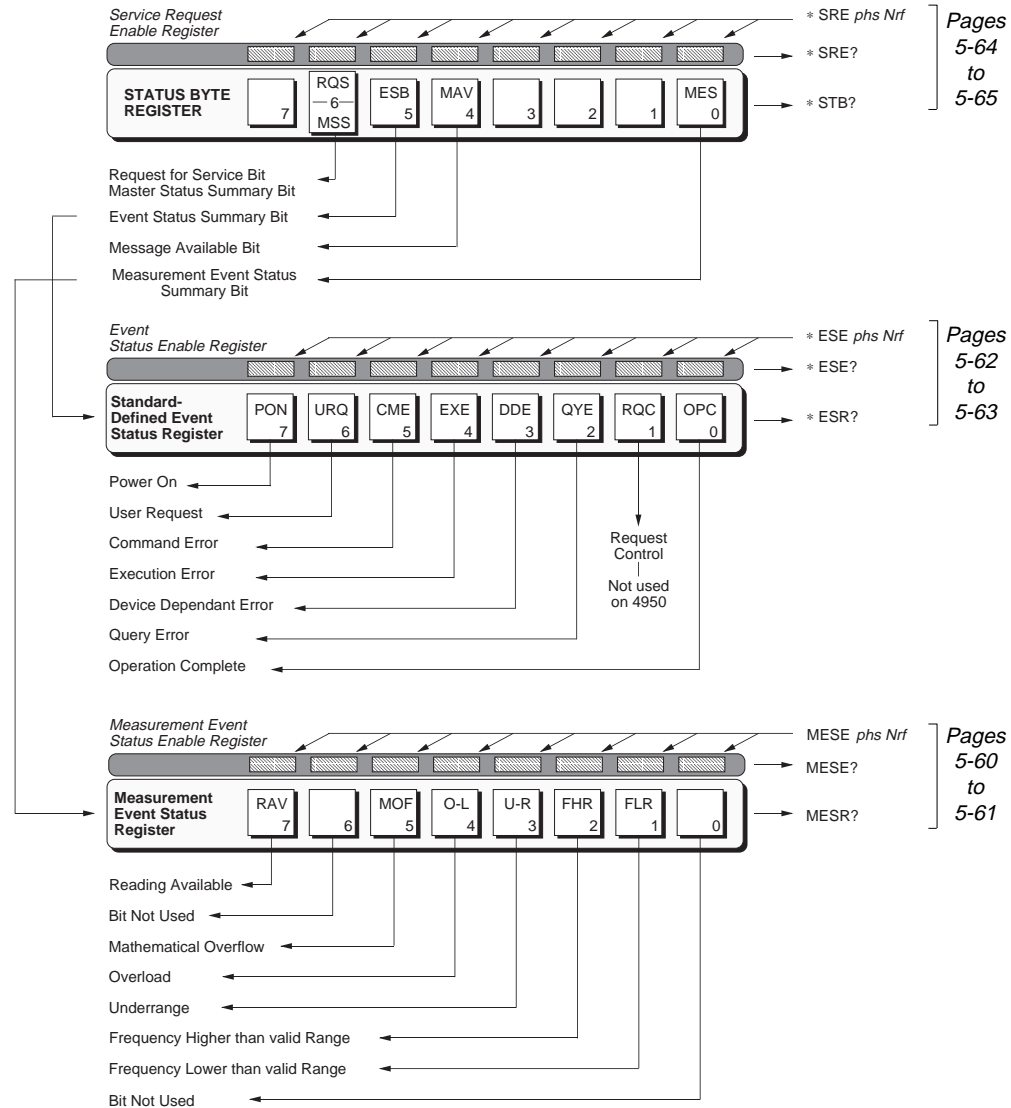 Service Request
Enable Register
∗ SRE phs Nrf
∗ SRE?
Pages
5-64
to
5-65
STATUS BYTE
REGISTER
7
RQS
6
MSS
ESB
5
MAV
4
3
2
1
MES
0
∗ STB?
Request for Service Bit
Master Status Summary Bit
Event Status Summary Bit
Message Available Bit
Measurement Event Status
Summary Bit
Event
Status Enable Register
∗ ESE phs Nrf
∗ ESE?
Pages
5-62
to
5-63
Standard-
Defined Event
Status Register
PON
7
URQ
6
CME
5
EXE
4
DDE
3
QYE
2
RQC
1
OPC
0
∗ ESR?
Power On
User Request
Command Error
Execution Error
Device Dependant Error
Query Error
Operation Complete
Request
Control
Not used
on 4950
Measurement Event
Status Enable Register
MESE phs Nrf
MESE?
Pages
5-60
to
5-61
Measurement
Event Status
Register
RAV
7
6
MOF
5
O-L
4
U-R
3
FHR
2
FLR
1
0
MESR?
Reading Available
Bit Not Used
Mathematical Overflow
Overload
Underrange
Frequency Higher than valid Range
Frequency Lower than valid Range
Bit Not Used